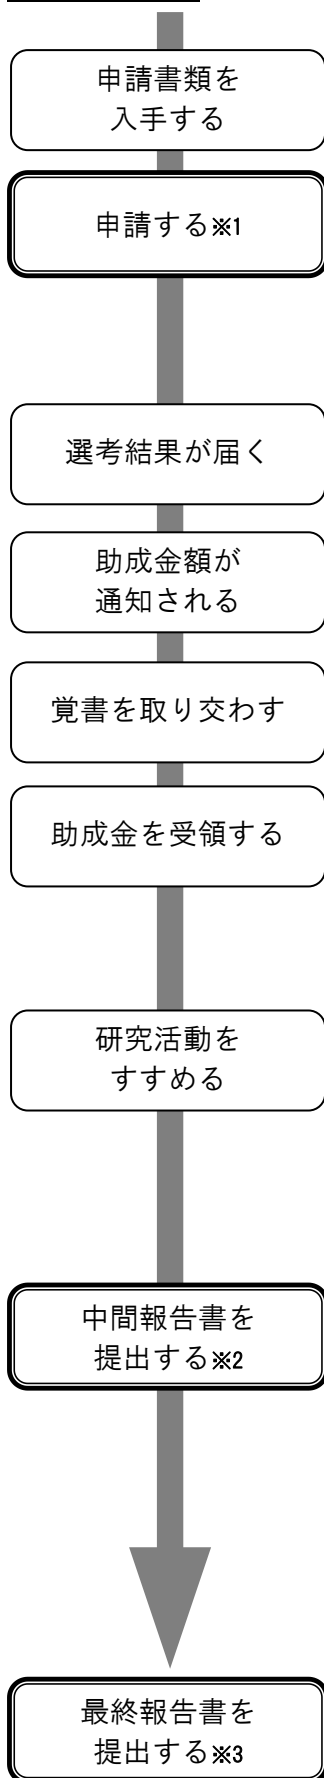 申請書類を
入手する
申請する※1
選考結果が届く
助成金額が
通知される
覚書を取り交わす
助成金を受領する
研究活動を
すすめる
中間報告書を
提出する※2
最終報告書を
提出する※3